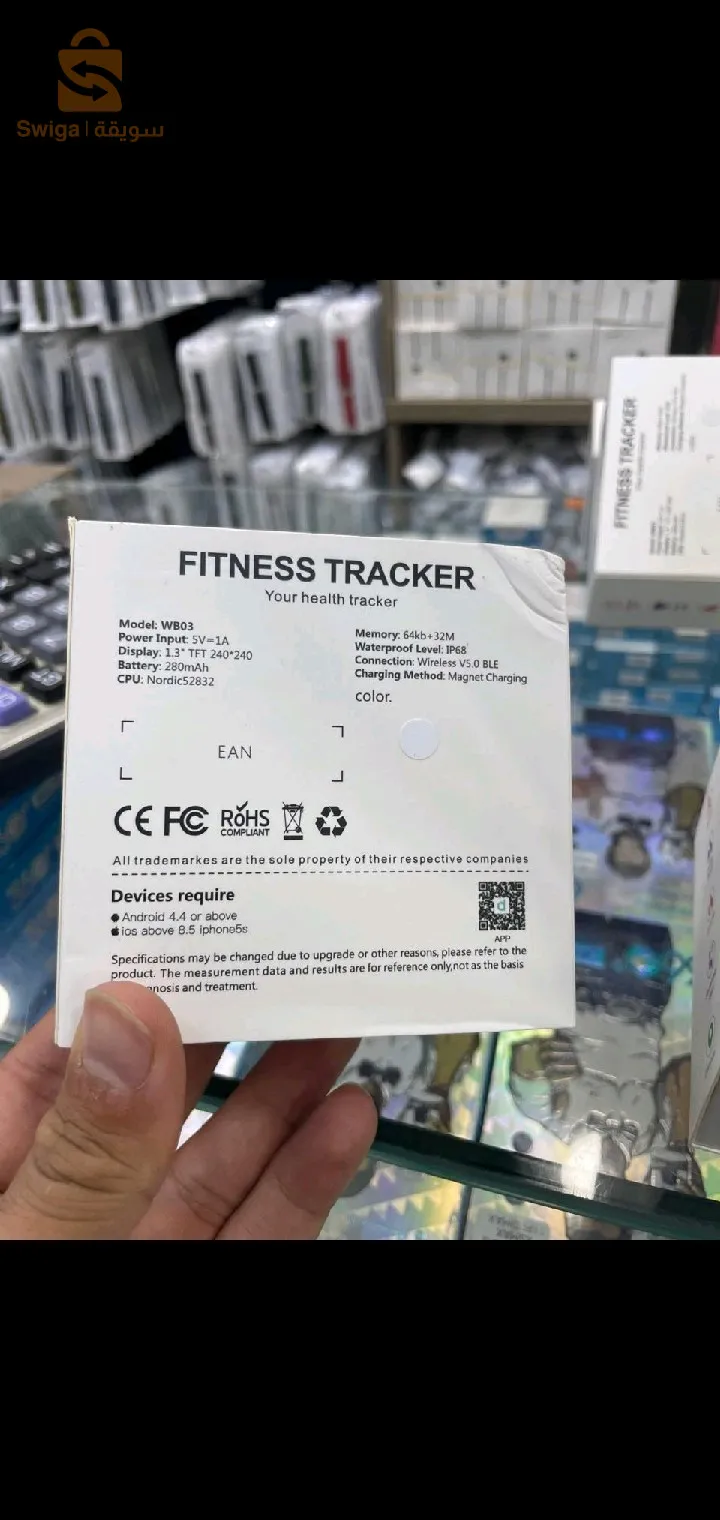 Swiga | سويقة
FITNESS TRACKER
Your health tracker
Model: WB03
Power Input: 5V=1A
Display: 1.3" TFT 240*240
Battery: 280mAh
CPU: Nordic52832
Memory: 64kb+32M
Waterproof Level: IP68
Connection: Wireless V5.0 BLE
Charging Method: Magnet Charging
color.
EAN
CE FC RoHS
COMPLIANT
All trademarkes are the sole property of their respective companies
Devices require
Android 4.4 or above
ios above 8.5 iphone5s
APP
Specifications may be changed due to upgrade or other reasons, please refer to the
product. The measurement data and results are for reference only,not as the basis
and treatment.
FITNESS TRACKER